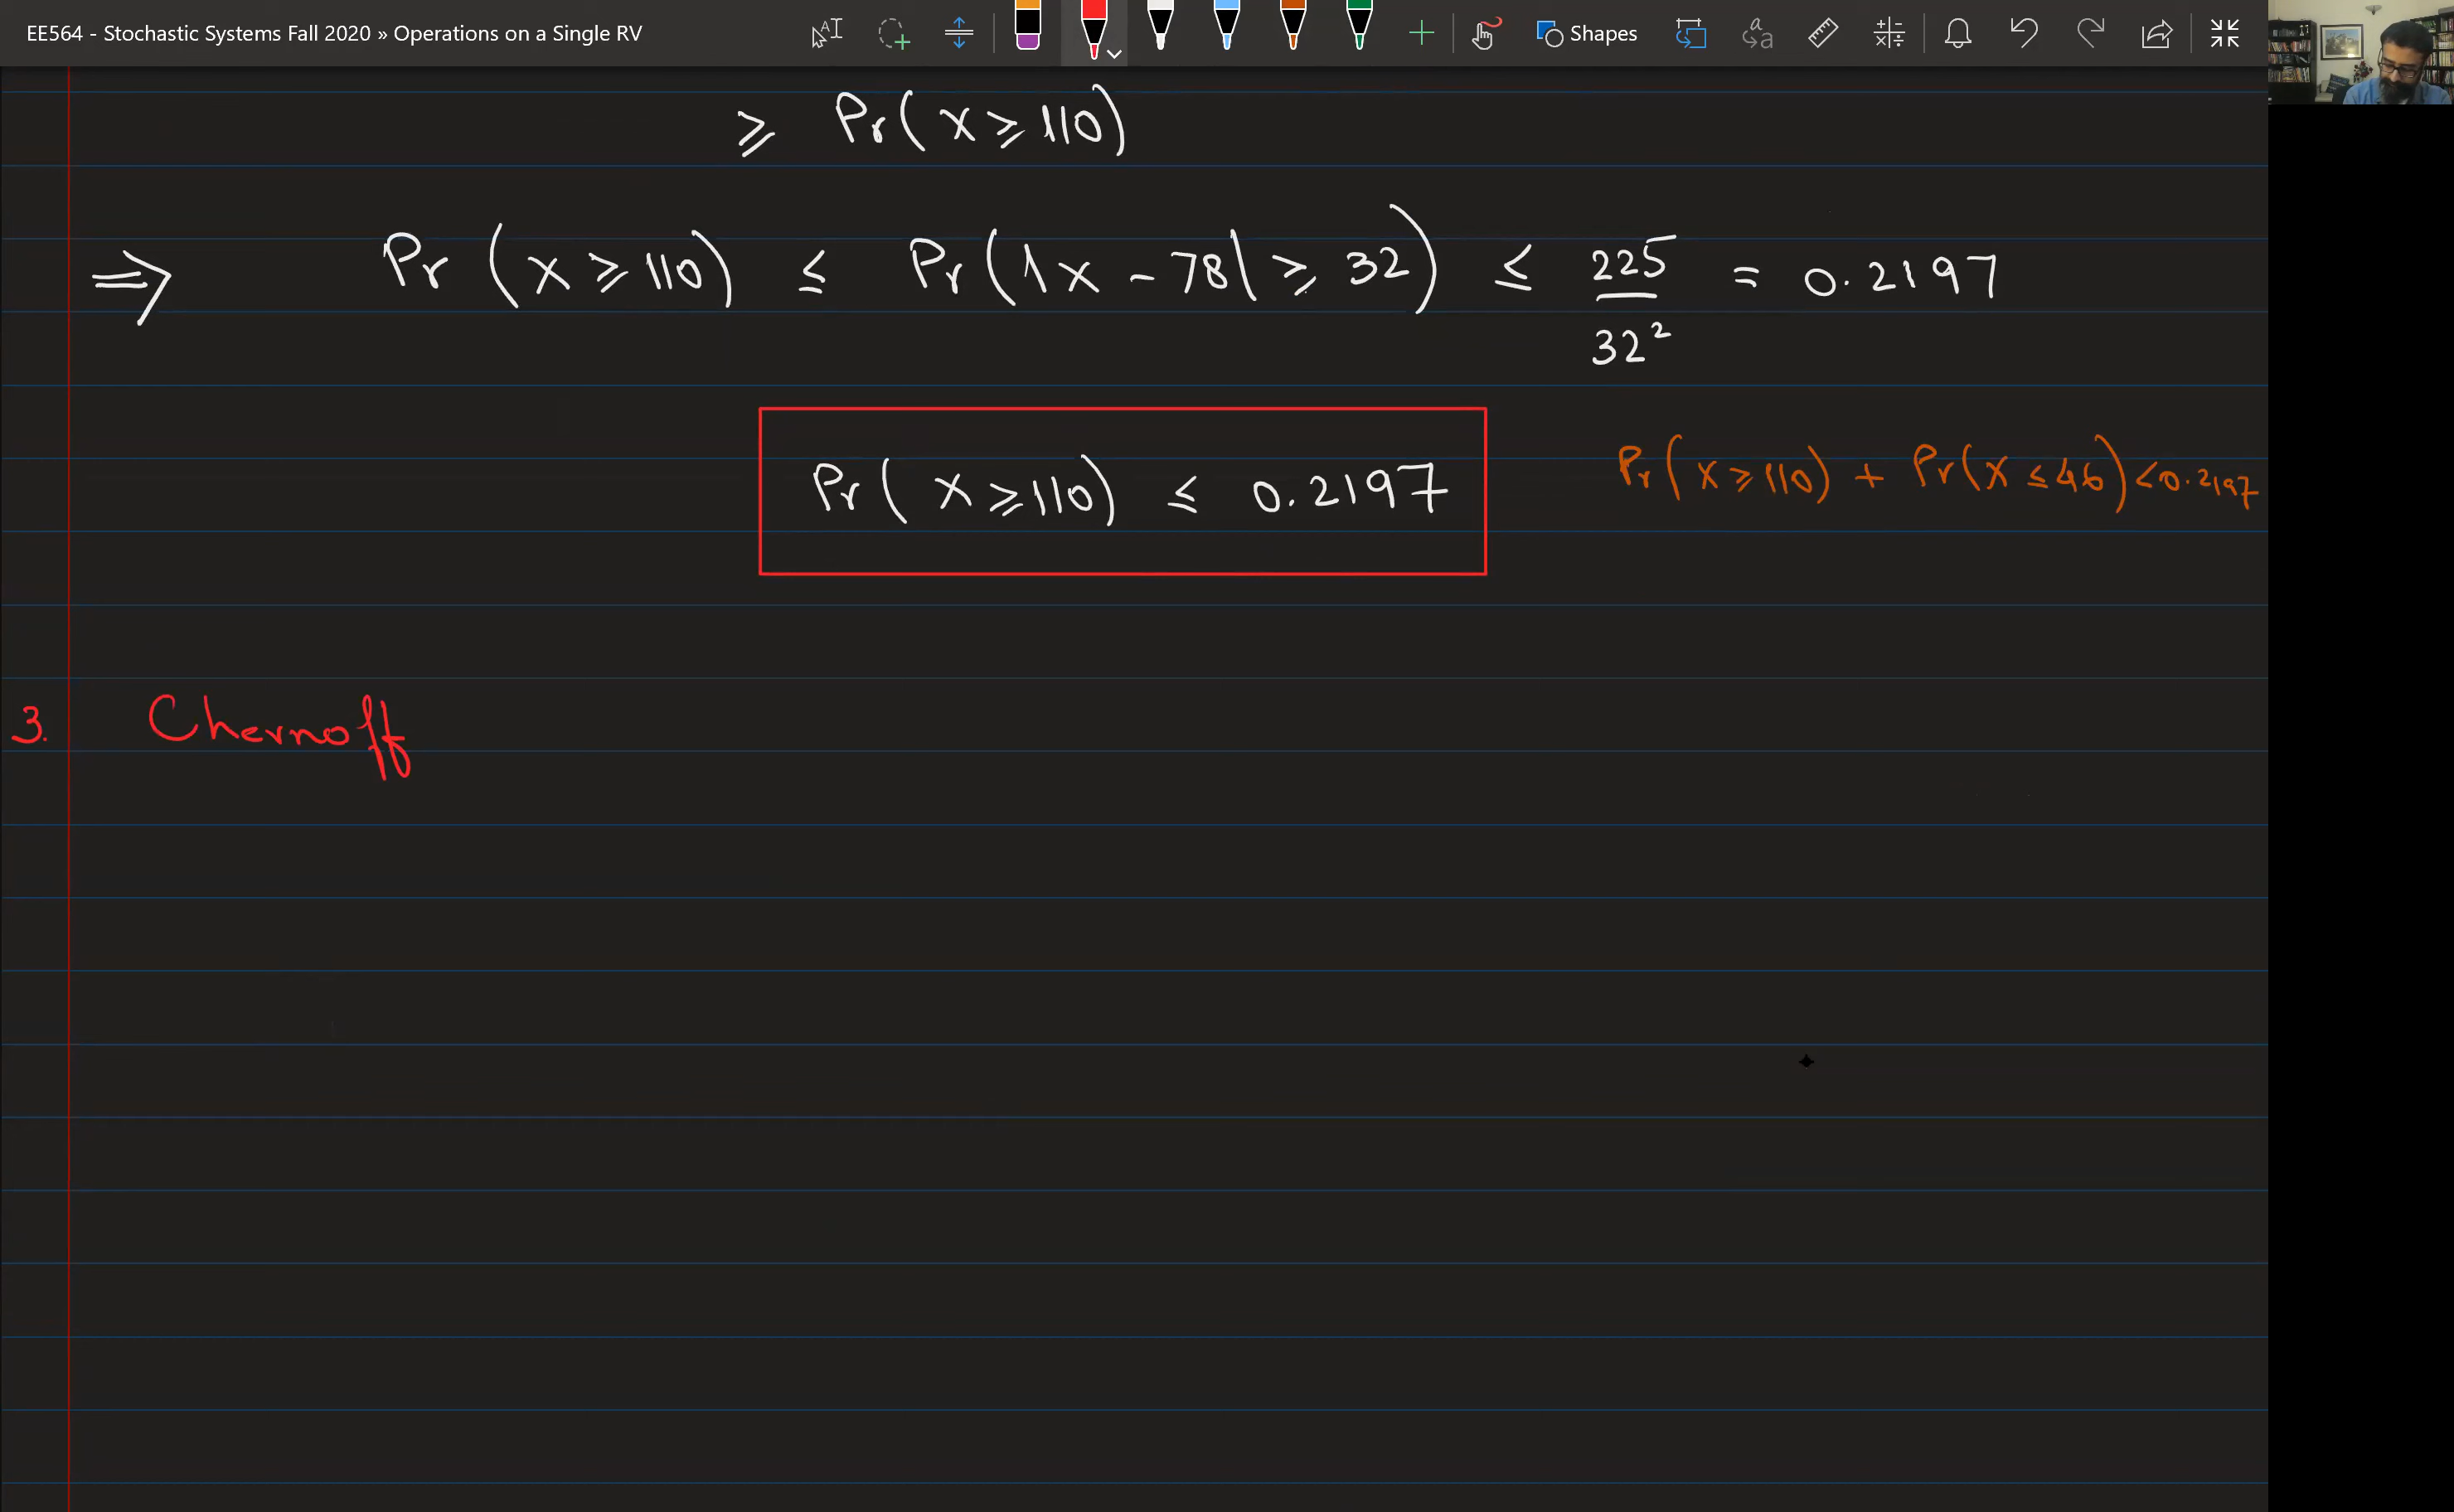 EE564 - Stochastic Systems Fall 2020 » Operations on a Single RV
Shapes
≥ Pr(X ≥ 110)
⇒ Pr(X ≥ 110) ≤ Pr(|X - 78| ≥ 32) ≤ 225/32² = 0.2197
Pr(X ≥ 110) ≤ 0.2197
Pr(X ≥ 110) + Pr(X ≤ 46) < 0.2197
3. Chernoff